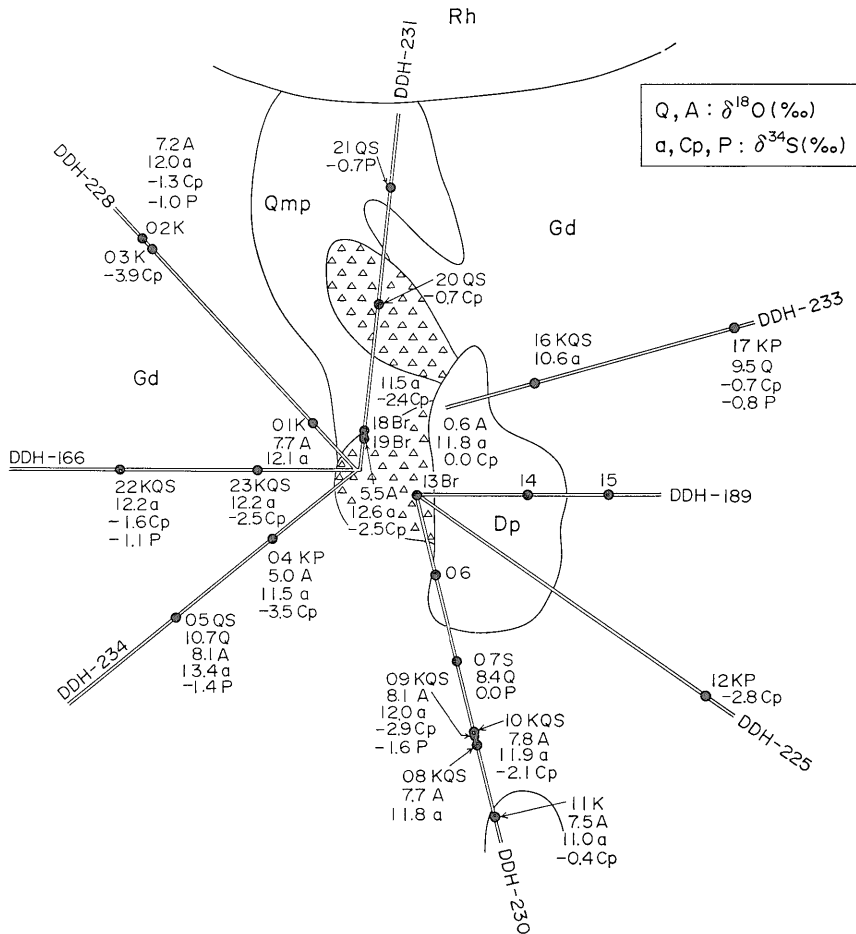 Rh
DDH-231
Q, A : δ18O (‰)
a, Cp, P : δ34S (‰)
7.2 A
12.0 a
-1.3 Cp
-1.0 P
DDH-228
02K
03 K
-3.9 Cp
21 QS
-0.7 P
Qmp
Gd
20 QS
-0.7 Cp
DDH-233
17 KP
9.5 Q
-0.7 Cp
-0.8 P
16 KQS
10.6 a
Gd
11.5 a
-2.4 Cp
18 Br
19 Br
0.6 A
11.8 a
0.0 Cp
01K
7.7 A
12.1 a
DDH-166
22 KQS
12.2 a
-1.6 Cp
-1.1 P
23 KQS
12.2 a
-2.5 Cp
5.5 A
12.6 a
-2.5 Cp
13 Br
14
15
DDH-189
Dp
04 KP
5.0 A
11.5 a
-3.5 Cp
06
05 QS
10.7 Q
8.1 A
13.4 a
-1.4 P
DDH-234
07 S
8.4 Q
0.0 P
09 KQS
8.1 A
12.0 a
-2.9 Cp
-1.6 P
10 KQS
7.8 A
11.9 a
-2.1 Cp
12 KP
-2.8 Cp
DDH-225
08 KQS
7.7 A
11.8 a
11 K
7.5 A
11.0 a
-0.4 Cp
DDH-230